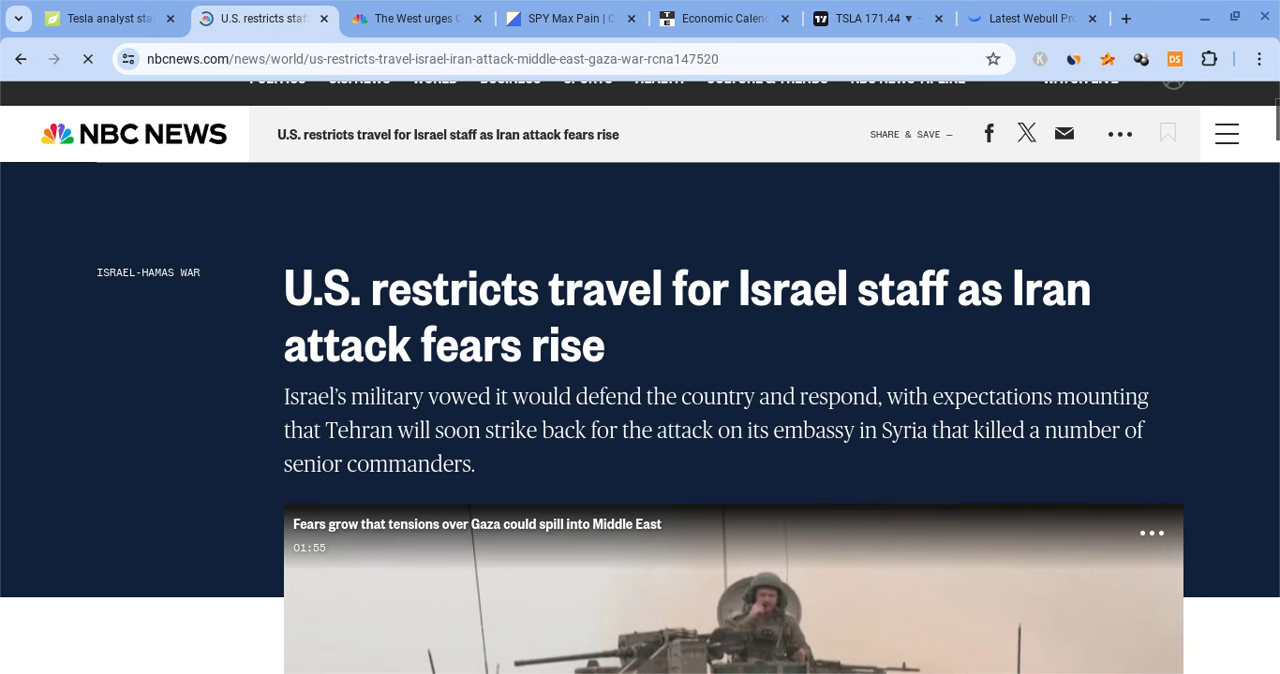 Tesla analyst sta
U.S. restricts staf
The West urges C
SPY Max Pain | C
Economic Calenc
TSLA 171.44 ▼ −
Latest Webull Pro
nbcnews.com/news/world/us-restricts-travel-israel-iran-attack-middle-east-gaza-war-rcna147520
NBC NEWS
U.S. restricts travel for Israel staff as Iran attack fears rise
SHARE & SAVE —
ISRAEL-HAMAS WAR
U.S. restricts travel for Israel staff as Iran
attack fears rise
Israel's military vowed it would defend the country and respond, with expectations mounting
that Tehran will soon strike back for the attack on its embassy in Syria that killed a number of
senior commanders.
Fears grow that tensions over Gaza could spill into Middle East
01:55